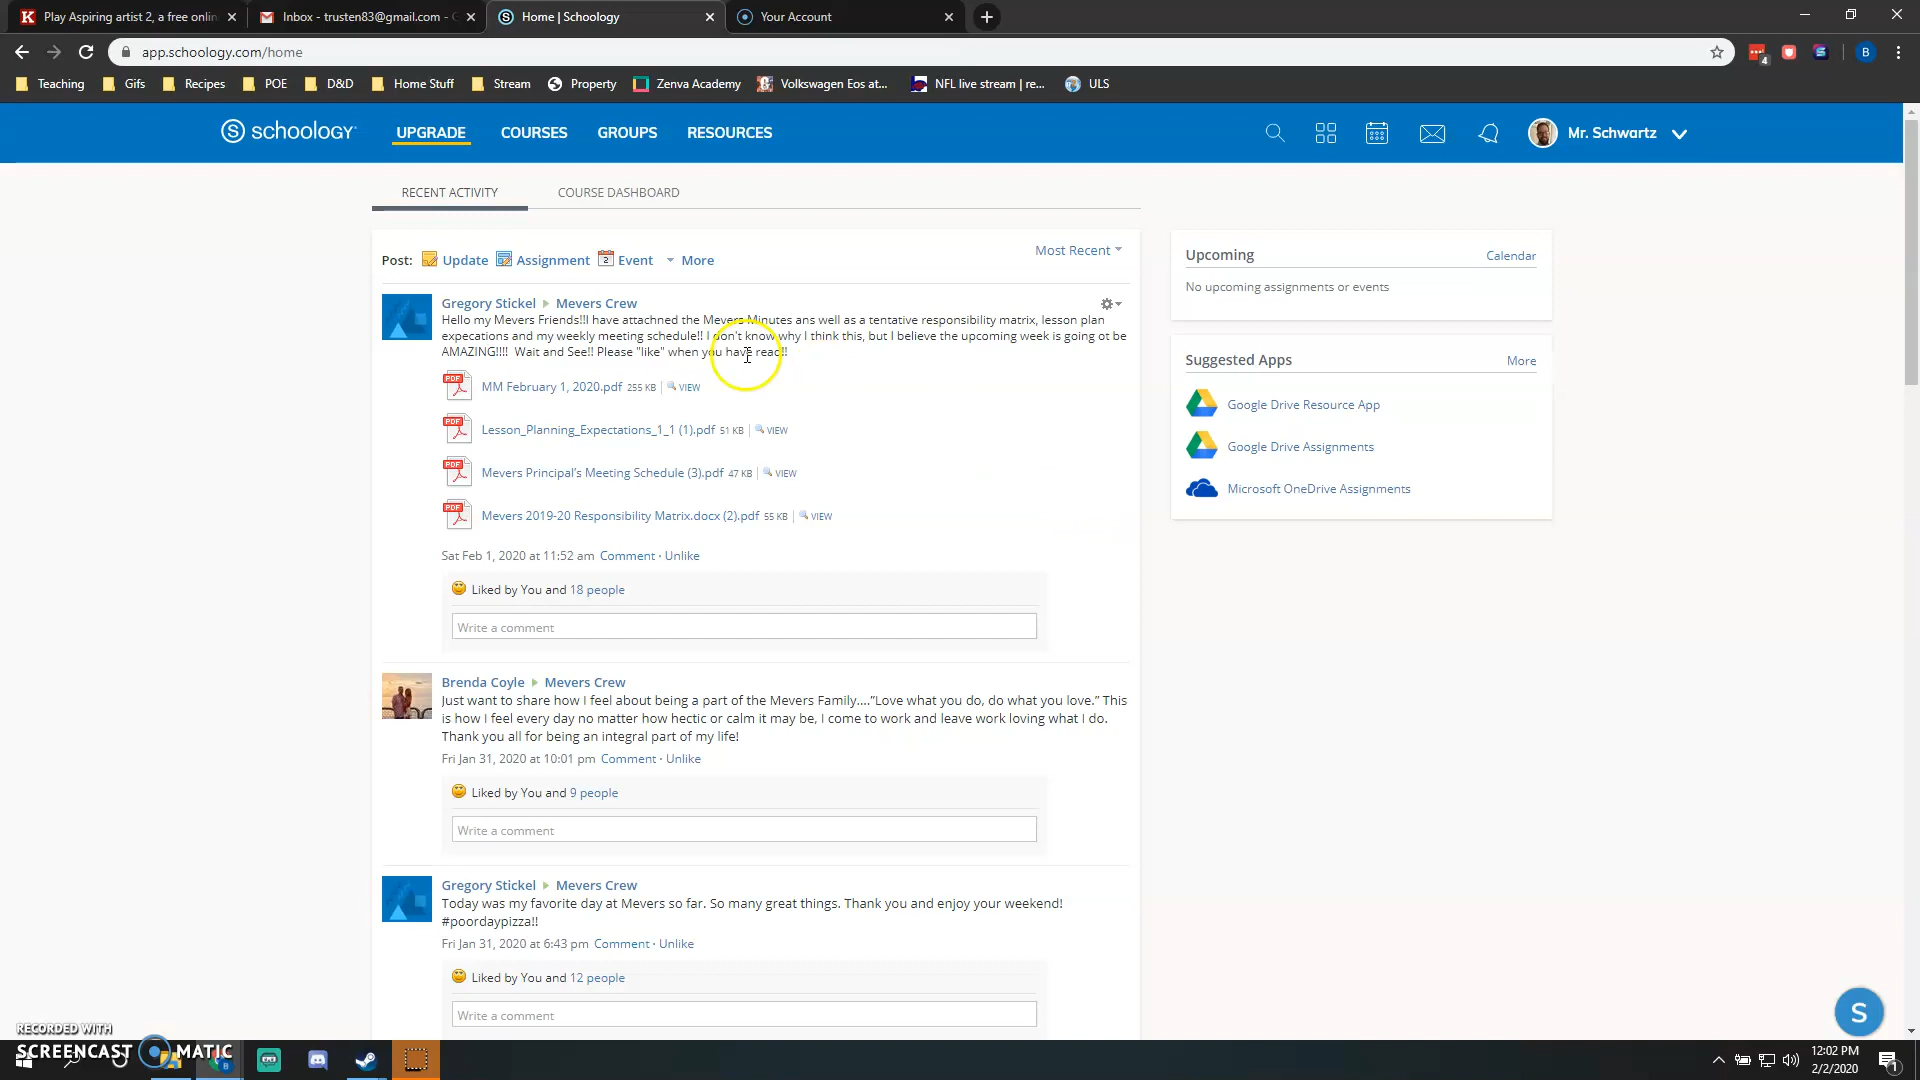 Play Aspiring artist 2, a free onlin
Inbox - trusten83@gmail.com - G
Home | Schoology
Your Account
app.schoology.com/home
4
B
Teaching
Gifs
Recipes
POE
D&D
Home Stuff
Stream
Property
Zenva Academy
Volkswagen Eos at...
NFL live stream | re...
ULS
schoology
UPGRADE
COURSES
GROUPS
RESOURCES
Mr. Schwartz
RECENT ACTIVITY
COURSE DASHBOARD
Post: Update Assignment Event More
Most Recent
Gregory Stickel Mevers Crew
Hello my Mevers Friends!!I have attachned the Mevers Minutes ans well as a tentative responsibility matrix, lesson plan
expecations and my weekly meeting schedule!! I don't know why I think this, but I believe the upcoming week is going ot be
AMAZING!!!! Wait and See!! Please "like" when you have read!!
MM February 1, 2020.pdf 255 KB | VIEW
Lesson_Planning_Expectations_1_1 (1).pdf 51 KB | VIEW
Mevers Principal's Meeting Schedule (3).pdf 47 KB | VIEW
Mevers 2019-20 Responsibility Matrix.docx (2).pdf 55 KB | VIEW
Sat Feb 1, 2020 at 11:52 am Comment · Unlike
Liked by You and 18 people
Write a comment
Brenda Coyle Mevers Crew
Just want to share how I feel about being a part of the Mevers Family...."Love what you do, do what you love." This
is how I feel every day no matter how hectic or calm it may be, I come to work and leave work loving what I do.
Thank you all for being an integral part of my life!
Fri Jan 31, 2020 at 10:01 pm Comment · Unlike
Liked by You and 9 people
Write a comment
Gregory Stickel Mevers Crew
Today was my favorite day at Mevers so far. So many great things. Thank you and enjoy your weekend!
#poordaypizza!!
Fri Jan 31, 2020 at 6:43 pm Comment · Unlike
Liked by You and 12 people
Write a comment
Upcoming
Calendar
No upcoming assignments or events
Suggested Apps
More
Google Drive Resource App
Google Drive Assignments
Microsoft OneDrive Assignments
S
RECORDED WITH
SCREENCAST MATIC
12:02 PM
2/2/2020
1